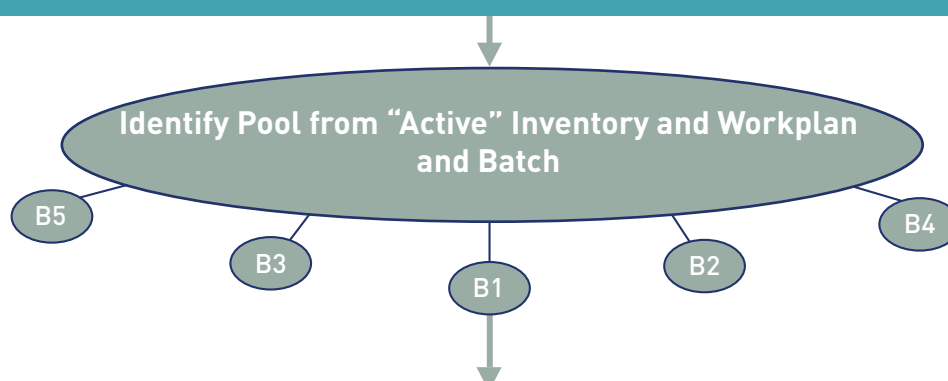 Identify Pool from “Active” Inventory and Workplan
and Batch
B5
B3
B1
B2
B4